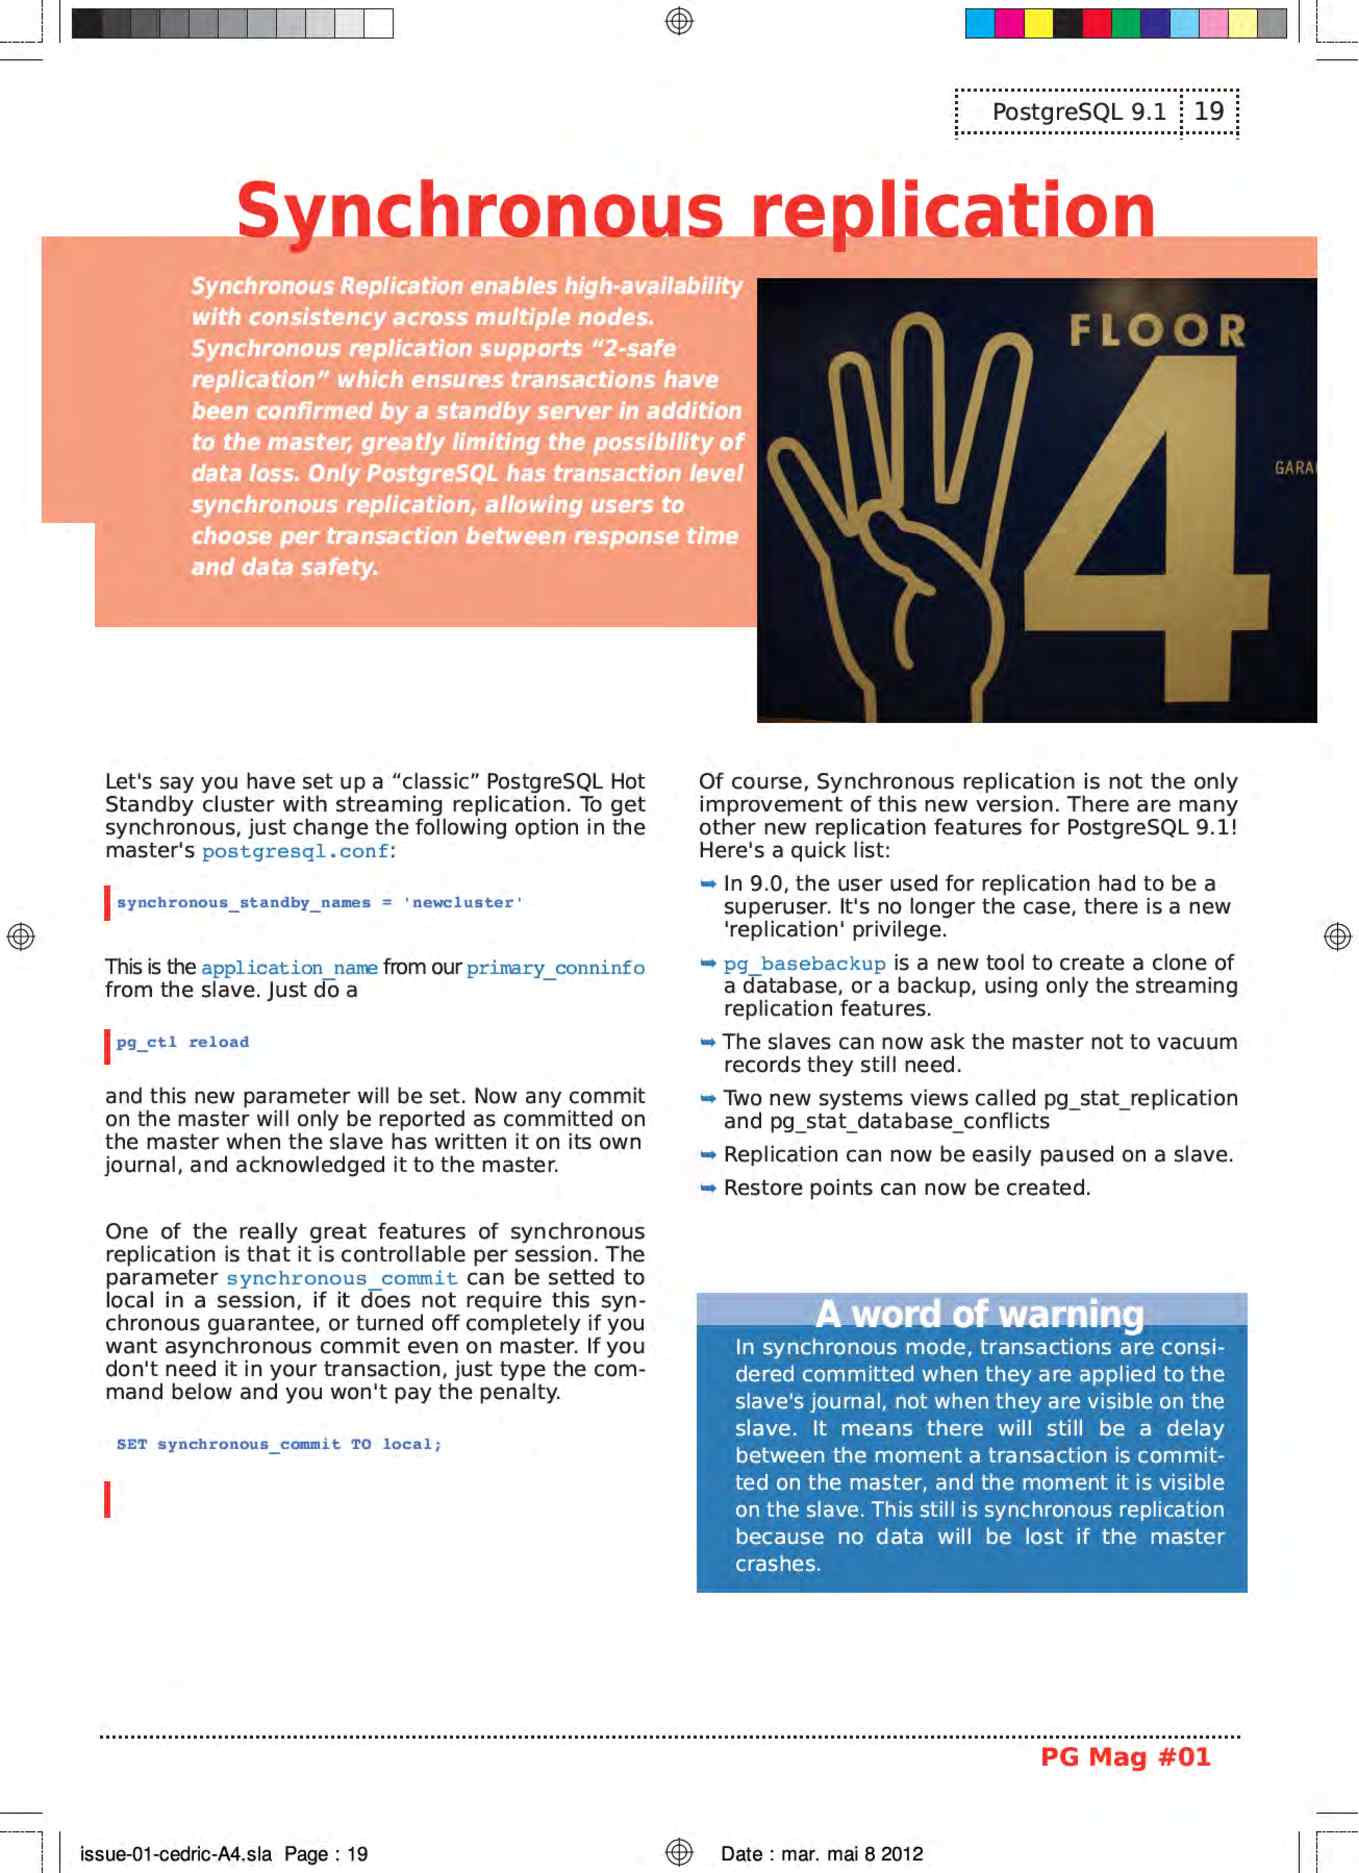 PostgreSQL 9.1 19
Synchronous replication
Synchronous Replication enables high-availability
with consistency across multiple nodes.
Synchronous replication supports “2-safe
replication” which ensures transactions have
been confirmed by a standby server in addition
to the master, greatly limiting the possibility of
data loss. Only PostgreSQL has transaction level
synchronous replication, allowing users to
choose per transaction between response time
and data safety.
FLOOR
4
GARA
Let's say you have set up a “classic” PostgreSQL Hot
Standby cluster with streaming replication. To get
synchronous, just change the following option in the
master's postgresql.conf:
synchronous_standby_names = 'newcluster'
This is the application_name from our primary_conninfo
from the slave. Just do a
pg_ctl reload
and this new parameter will be set. Now any commit
on the master will only be reported as committed on
the master when the slave has written it on its own
journal, and acknowledged it to the master.
One of the really great features of synchronous
replication is that it is controllable per session. The
parameter synchronous_commit can be setted to
local in a session, if it does not require this syn-
chronous guarantee, or turned off completely if you
want asynchronous commit even on master. If you
don't need it in your transaction, just type the com-
mand below and you won't pay the penalty.
SET synchronous_commit TO local;
Of course, Synchronous replication is not the only
improvement of this new version. There are many
other new replication features for PostgreSQL 9.1!
Here's a quick list:
➥ In 9.0, the user used for replication had to be a
superuser. It's no longer the case, there is a new
'replication' privilege.
➥ pg_basebackup is a new tool to create a clone of
a database, or a backup, using only the streaming
replication features.
➥ The slaves can now ask the master not to vacuum
records they still need.
➥ Two new systems views called pg_stat_replication
and pg_stat_database_conflicts
➥ Replication can now be easily paused on a slave.
➥ Restore points can now be created.
A word of warning
In synchronous mode, transactions are consi-
dered committed when they are applied to the
slave's journal, not when they are visible on the
slave. It means there will still be a delay
between the moment a transaction is commit-
ted on the master, and the moment it is visible
on the slave. This still is synchronous replication
because no data will be lost if the master
crashes.
PG Mag #01
issue-01-cedric-A4.sla Page : 19
Date : mar. mai 8 2012